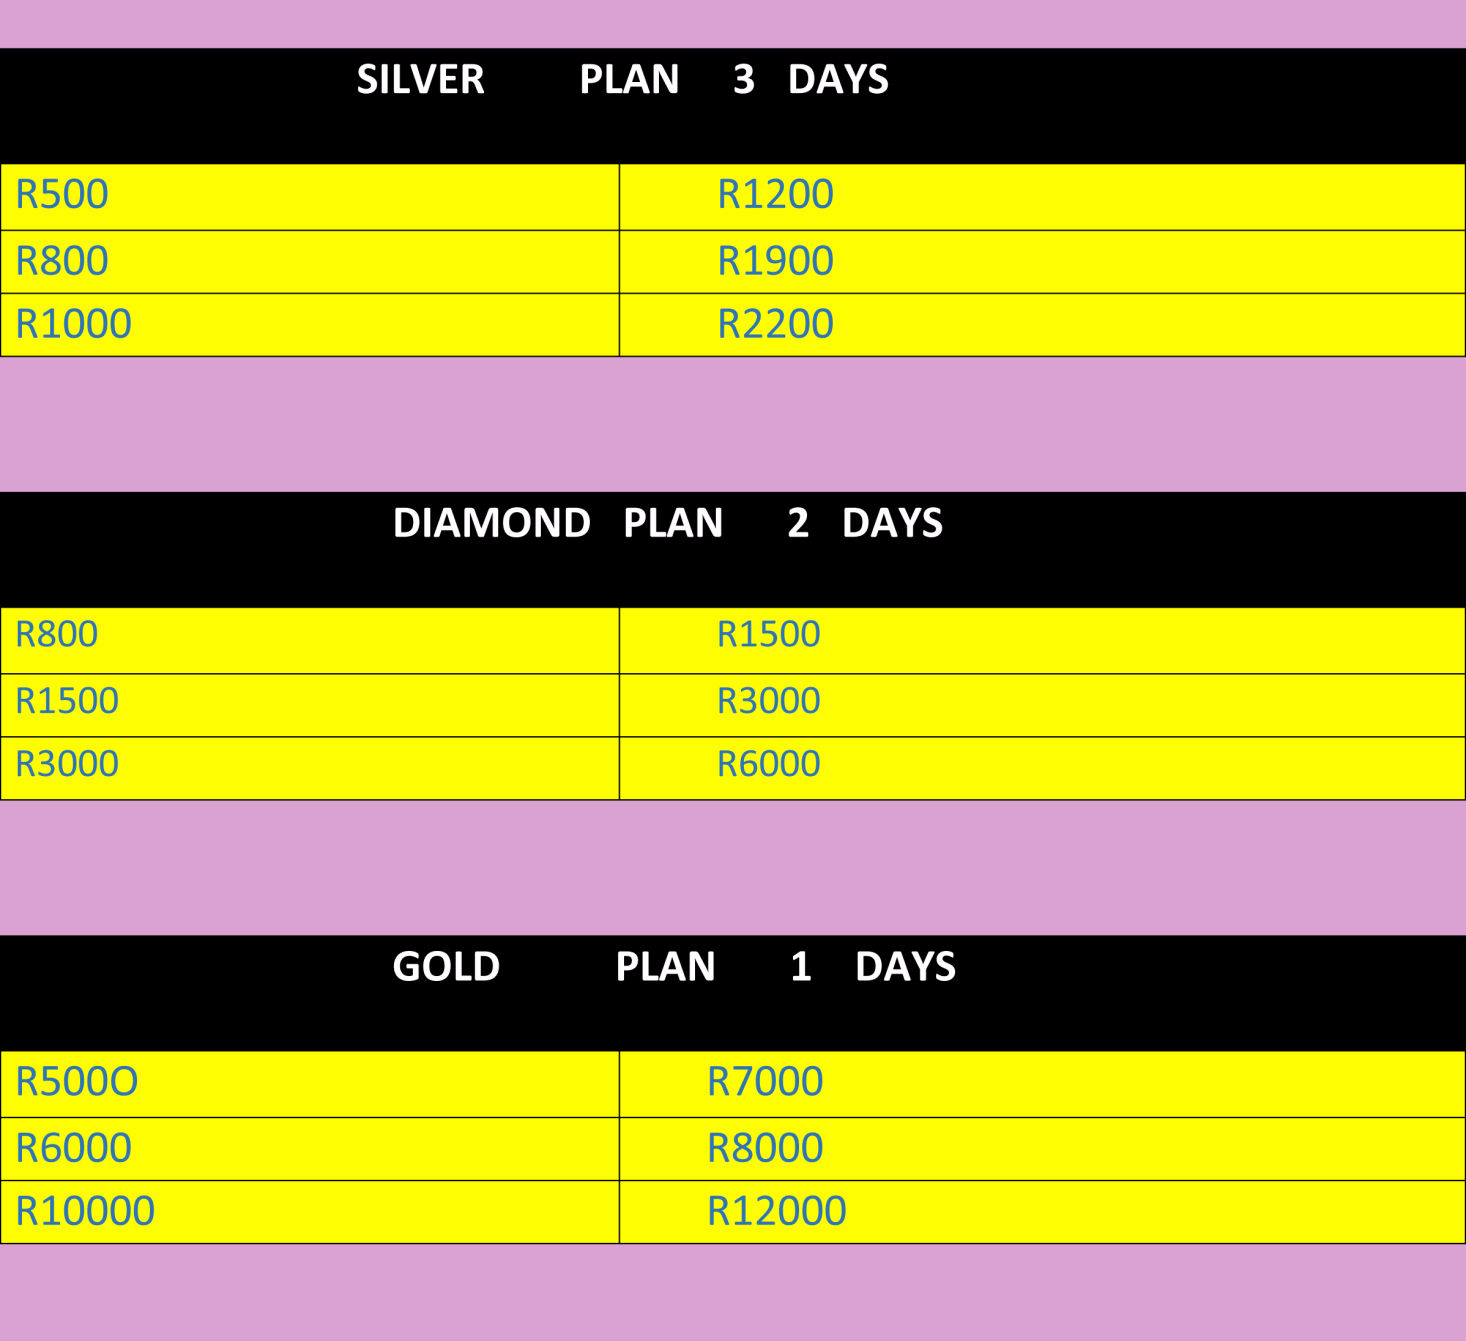 SILVER PLAN 3 DAYS
R500 R1200
R800 R1900
R1000 R2200
DIAMOND PLAN 2 DAYS
R800 R1500
R1500 R3000
R3000 R6000
GOLD PLAN 1 DAYS
R500O R7000
R6000 R8000
R10000 R12000